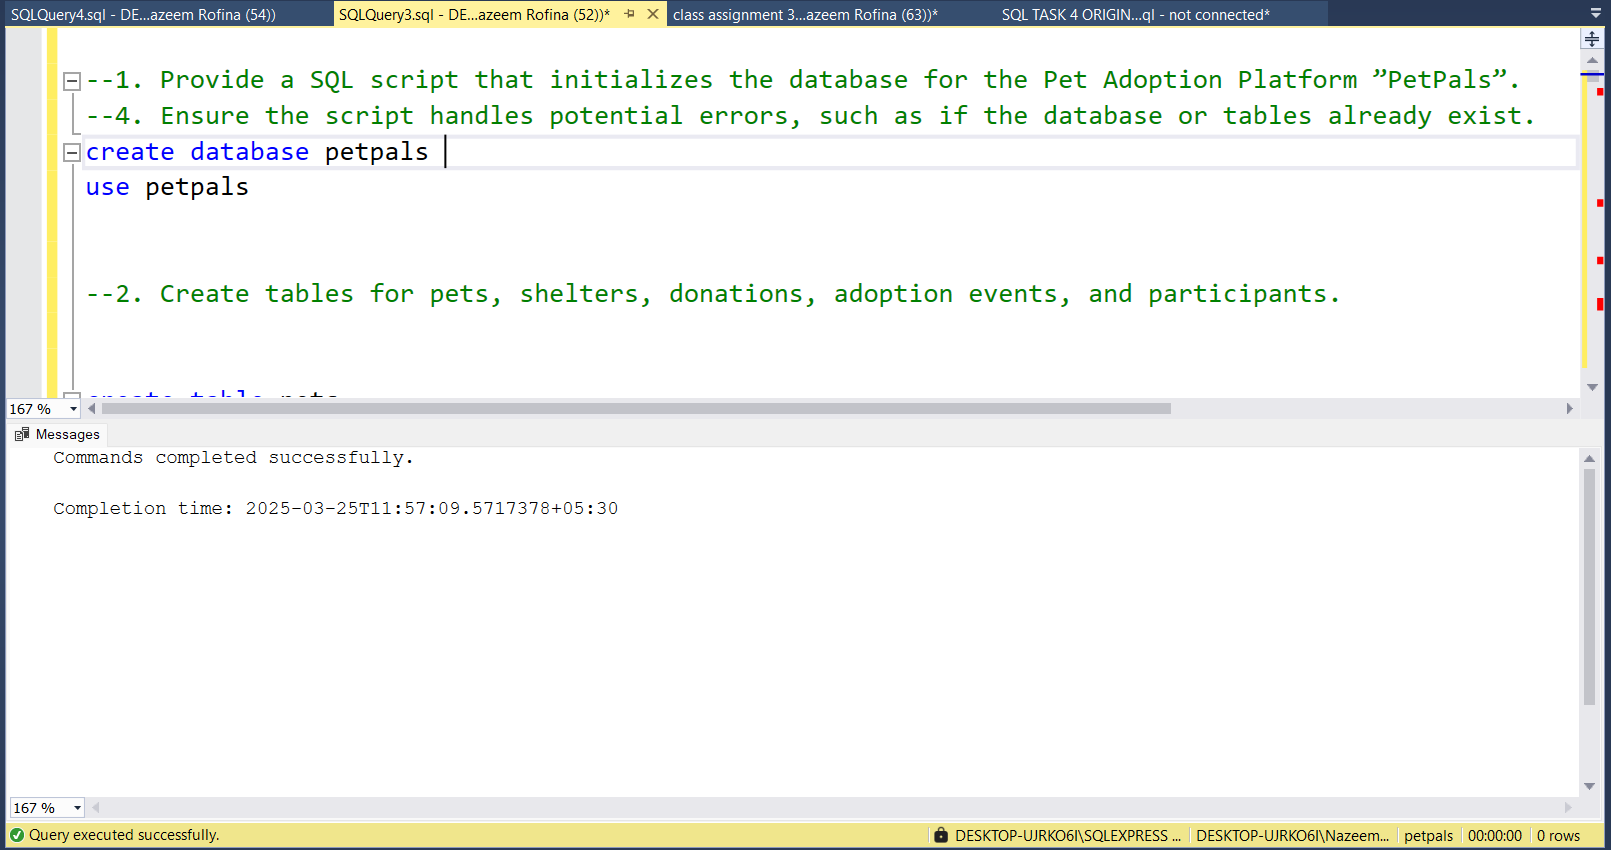 SQLQuery4.sql - DE...azeem Rofina (54))
SQLQuery3.sql - DE...azeem Rofina (52))*
class assignment 3...azeem Rofina (63))*
SQL TASK 4 ORIGIN...ql - not connected*
--1. Provide a SQL script that initializes the database for the Pet Adoption Platform ”PetPals”.
--4. Ensure the script handles potential errors, such as if the database or tables already exist.
create database petpals
use petpals
--2. Create tables for pets, shelters, donations, adoption events, and participants.
create table pets
167 %
Messages
Commands completed successfully.
Completion time: 2025-03-25T11:57:09.5717378+05:30
167 %
Query executed successfully.
DESKTOP-UJRKO6I\SQLEXPRESS ...
DESKTOP-UJRKO6I\Nazeem...
petpals
00:00:00
0 rows